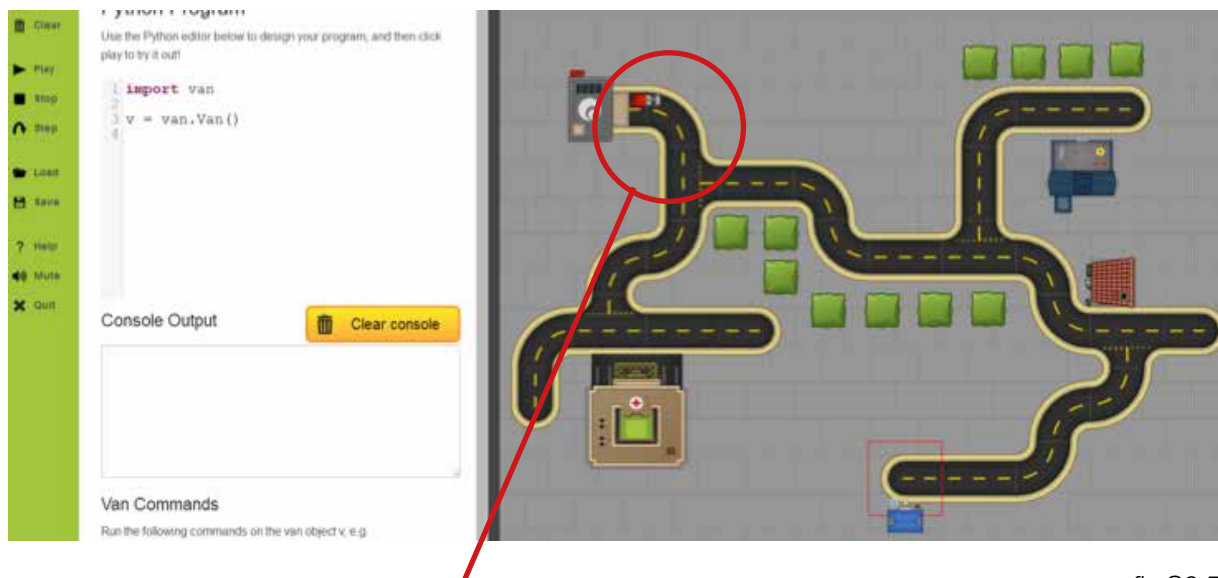 Clear
Python Program
Use the Python editor below to design your program, and then click
play to try it out!
Play
Stop
Step
Load
Save
? Help
Mute
Quit
1 import van
2
3 v = van.Van()
4
Console Output
Clear console
Van Commands
Run the following commands on the van object v, e.g.